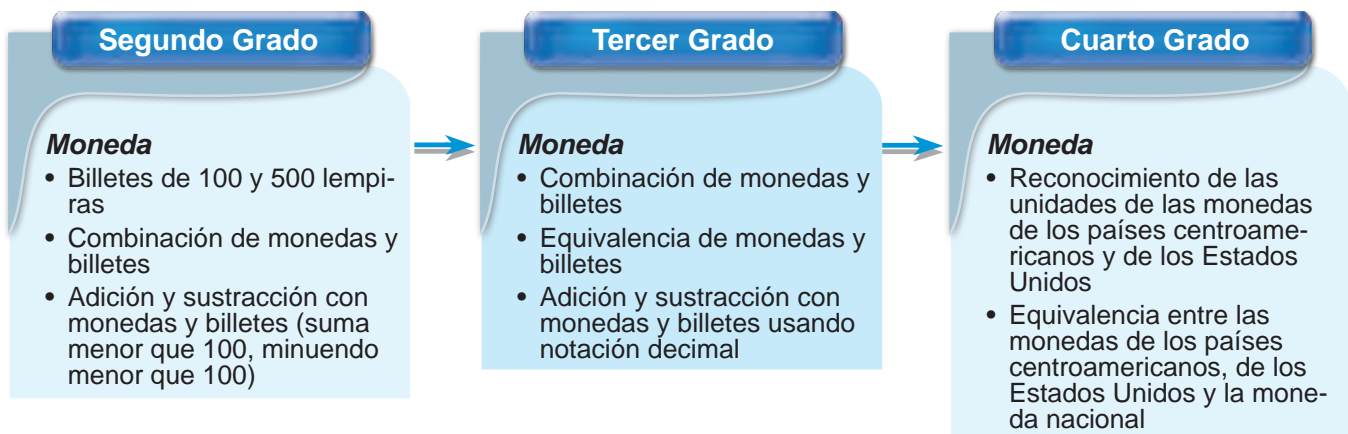 Segundo Grado
Moneda
• Billetes de 100 y 500 lempi-
ras
• Combinación de monedas y
billetes
• Adición y sustracción con
monedas y billetes (suma
menor que 100, minuendo
menor que 100)
Tercer Grado
Moneda
• Combinación de monedas y
billetes
• Equivalencia de monedas y
billetes
• Adición y sustracción con
monedas y billetes usando
notación decimal
Cuarto Grado
Moneda
• Reconocimiento de las
unidades de las monedas
de los países centroame-
ricanos y de los Estados
Unidos
• Equivalencia entre las
monedas de los países
centroamericanos, de los
Estados Unidos y la mone-
da nacional